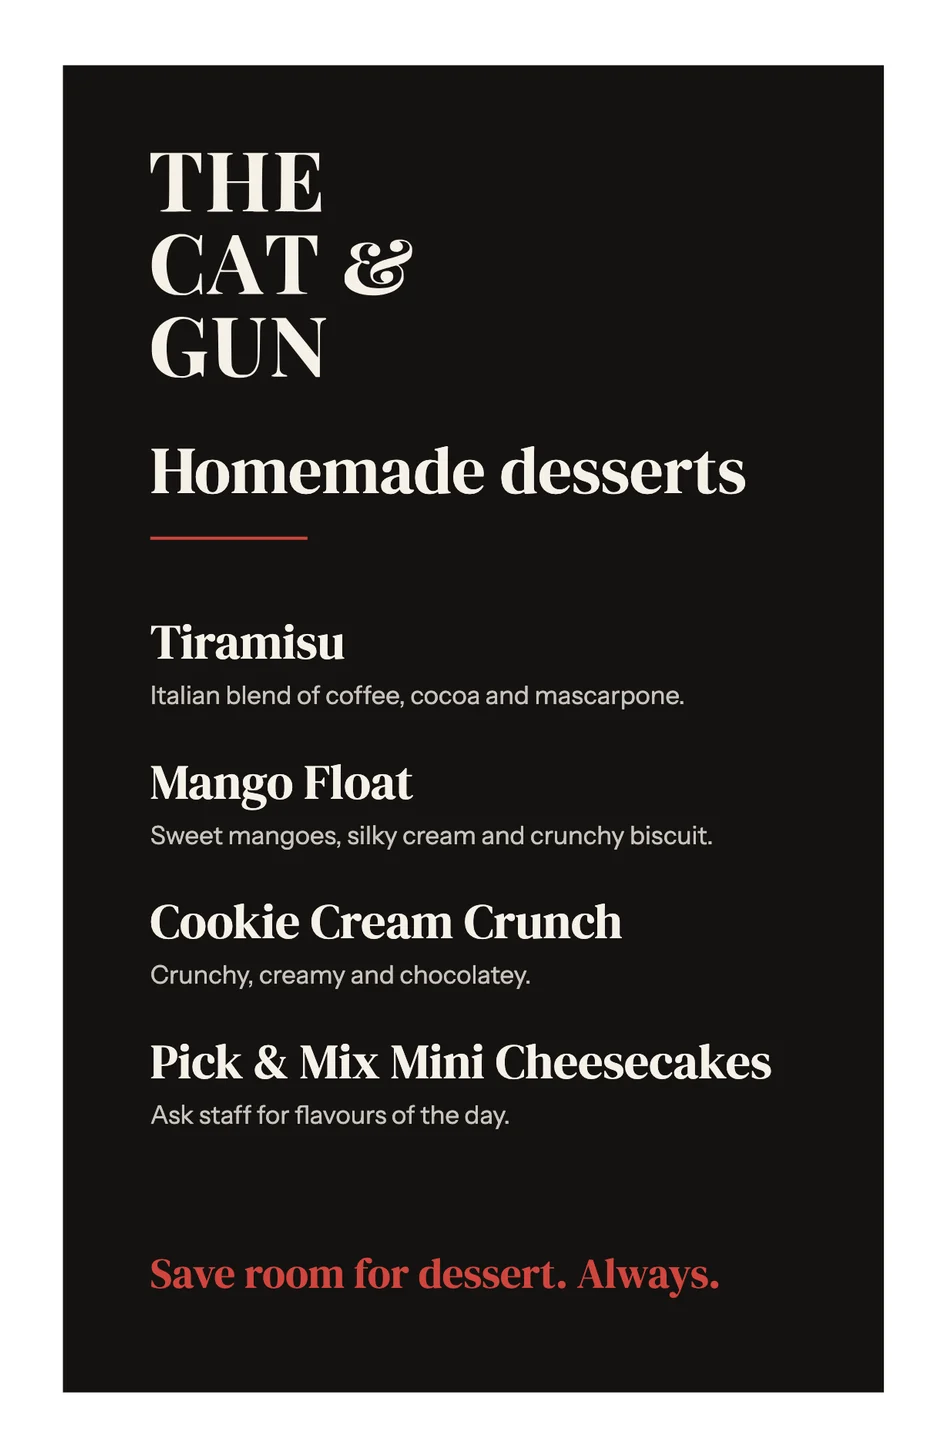 THE
CAT &
GUN
Homemade desserts
Tiramisu
Italian blend of coffee, cocoa and mascarpone.
Mango Float
Sweet mangoes, silky cream and crunchy biscuit.
Cookie Cream Crunch
Crunchy, creamy and chocolatey.
Pick & Mix Mini Cheesecakes
Ask staff for flavours of the day.
Save room for dessert. Always.